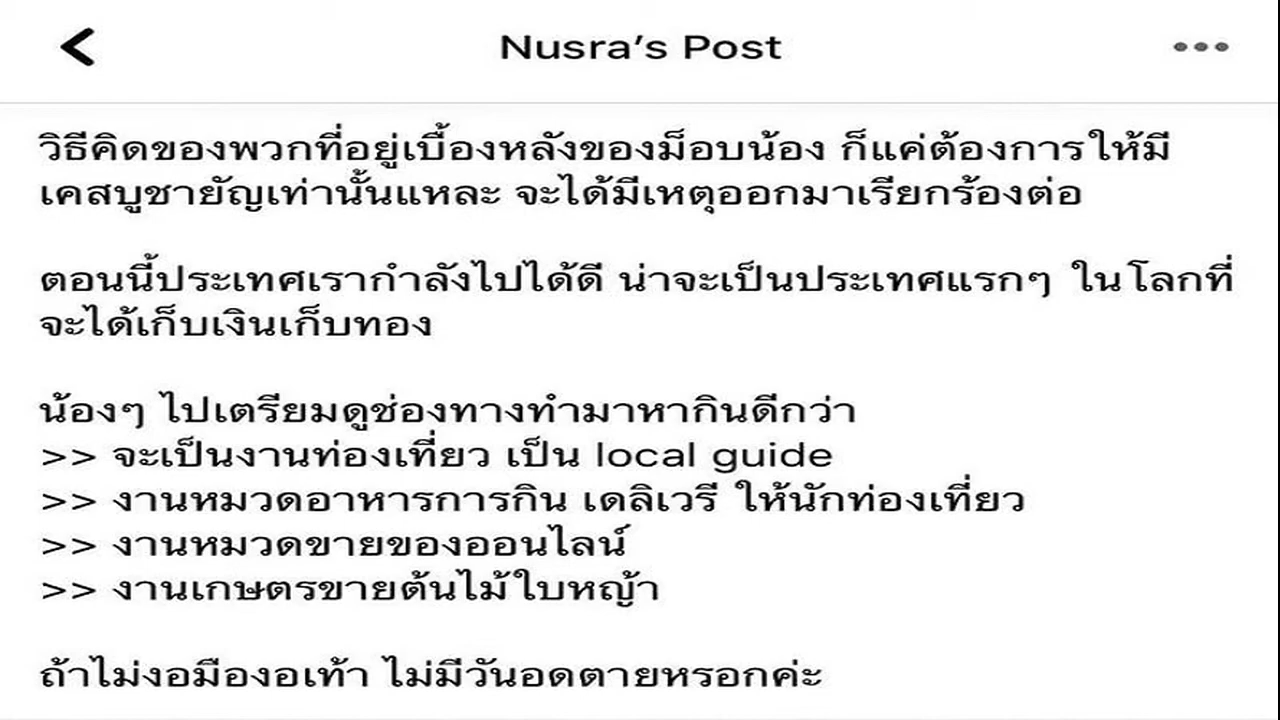 Nusra's Post
วิธีคิดของพวกที่อยู่เบื้องหลังของม็อบน้อง ก็แค่ต้องการให้มี
เคสบูชายัญเท่านั้นแหละ จะได้มีเหตุออกมาเรียกร้องต่อ
ตอนนี้ประเทศเรากำลังไปได้ดี น่าจะเป็นประเทศแรกๆ ในโลกที่
จะได้เก็บเงินเก็บทอง
น้องๆ ไปเตรียมดูช่องทางทำมาหากินดีกว่า
>> จะเป็นงานท่องเที่ยว เป็น local guide
>> งานหมวดอาหารการกิน เดลิเวรี ให้นักท่องเที่ยว
>> งานหมวดขายของออนไลน์
>> งานเกษตรขายต้นไม้ใบหญ้า
ถ้าไม่งอมืองอเท้า ไม่มีวันอดตายหรอกค่ะ